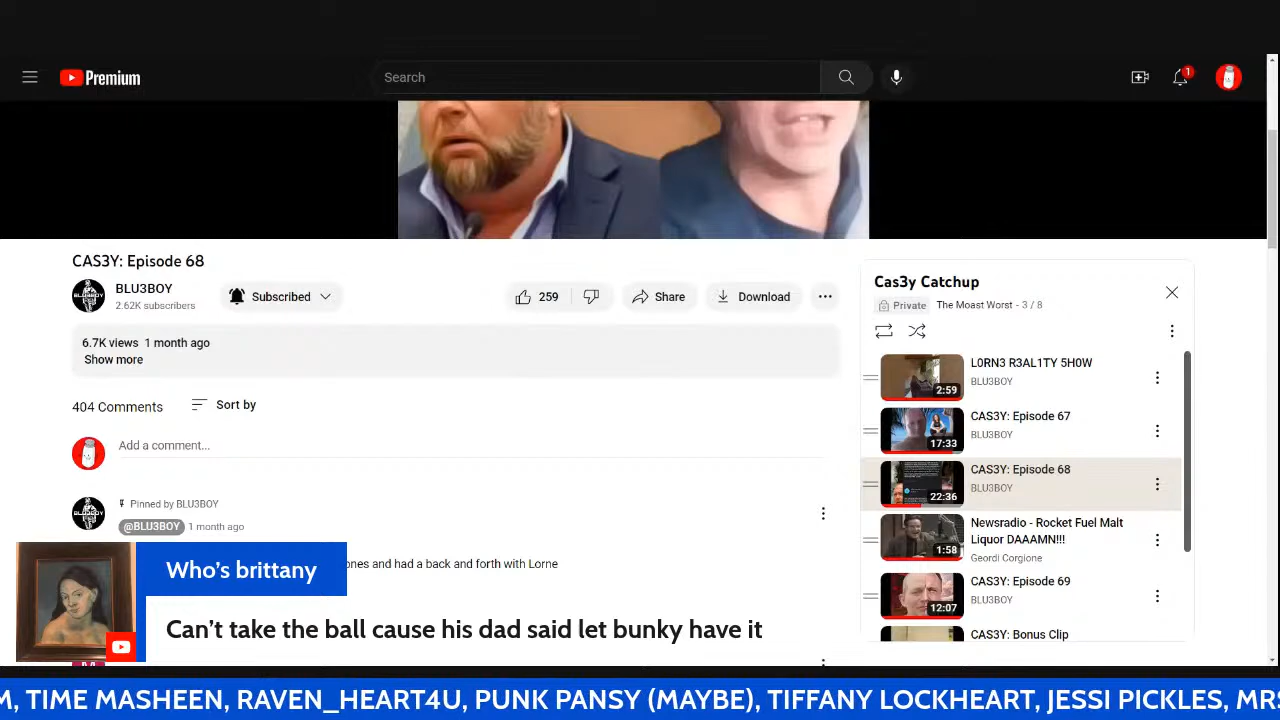 Premium
Search
1
CAS3Y: Episode 68
BLU3BOY
2.62K subscribers
Subscribed
259
Share
Download
6.7K views 1 month ago
Show more
404 Comments
Sort by
Add a comment...
Pinned by BLU3BOY
@BLU3BOY 1 month ago
ones and had a back and forth with Lorne
Cas3y Catchup
Private The Moast Worst - 3 / 8
L0RN3 R3AL1TY 5H0W
BLU3BOY
2:59
CAS3Y: Episode 67
BLU3BOY
17:33
CAS3Y: Episode 68
BLU3BOY
22:36
Newsradio - Rocket Fuel Malt
Liquor DAAAMN!!!
Geordi Corgione
1:58
CAS3Y: Episode 69
BLU3BOY
12:07
CAS3Y: Bonus Clip
Who's brittany
Can't take the ball cause his dad said let bunky have it
M, TIME MASHEEN, RAVEN_HEART4U, PUNK PANSY (MAYBE), TIFFANY LOCKHEART, JESSI PICKLES, MRS